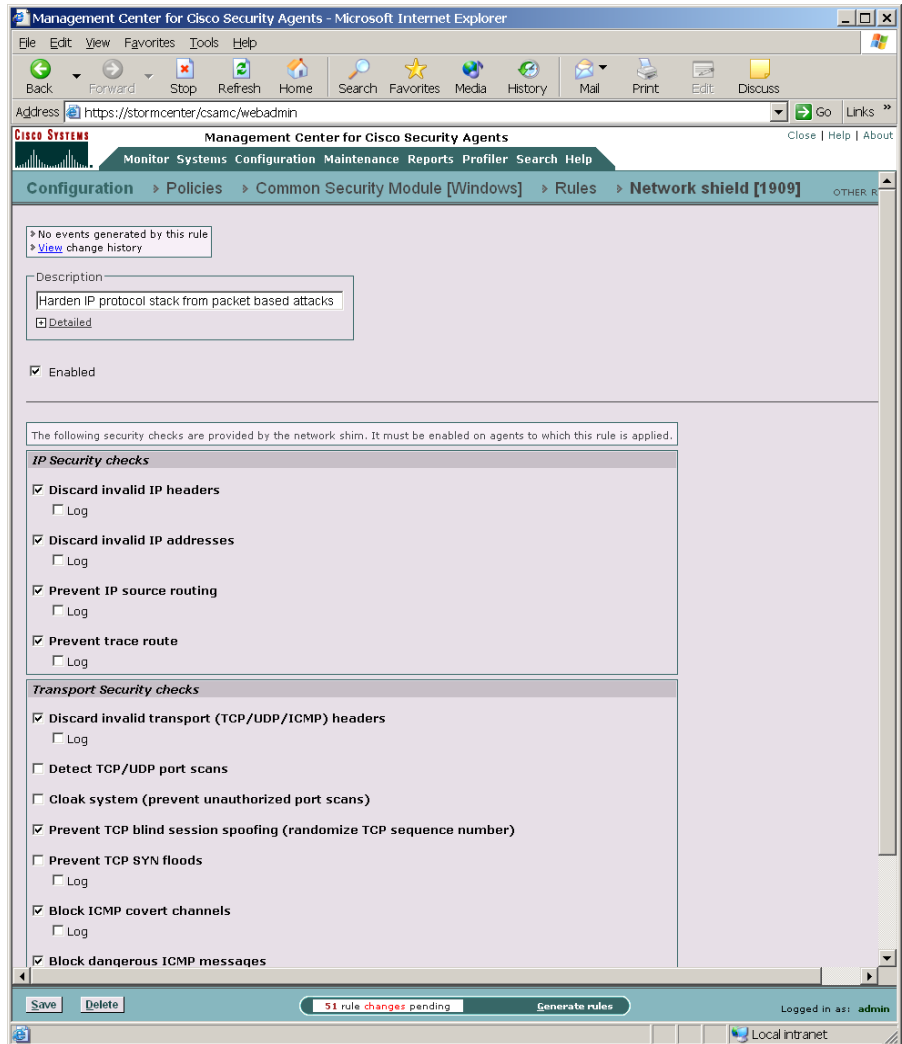 Management Center for Cisco Security Agents - Microsoft Internet Explorer
File Edit View Favorites Tools Help
Back Forward Stop Refresh Home Search Favorites Media History Mail Print Edit Discuss
Address https://stormcenter/csamc/webadmin Go Links »
CISCO SYSTEMS Management Center for Cisco Security Agents Close | Help | About
Monitor Systems Configuration Maintenance Reports Profiler Search Help
Configuration > Policies > Common Security Module [Windows] > Rules > Network shield [1909] OTHER R
No events generated by this rule
View change history
Description
Harden IP protocol stack from packet based attacks
+ Detailed
Enabled
The following security checks are provided by the network shim. It must be enabled on agents to which this rule is applied.
IP Security checks
Discard invalid IP headers
Log
Discard invalid IP addresses
Log
Prevent IP source routing
Log
Prevent trace route
Log
Transport Security checks
Discard invalid transport (TCP/UDP/ICMP) headers
Log
Detect TCP/UDP port scans
Cloak system (prevent unauthorized port scans)
Prevent TCP blind session spoofing (randomize TCP sequence number)
Prevent TCP SYN floods
Log
Block ICMP covert channels
Log
Block dangerous ICMP messages
Save Delete 51 rule changes pending Generate rules Logged in as: admin
Local intranet